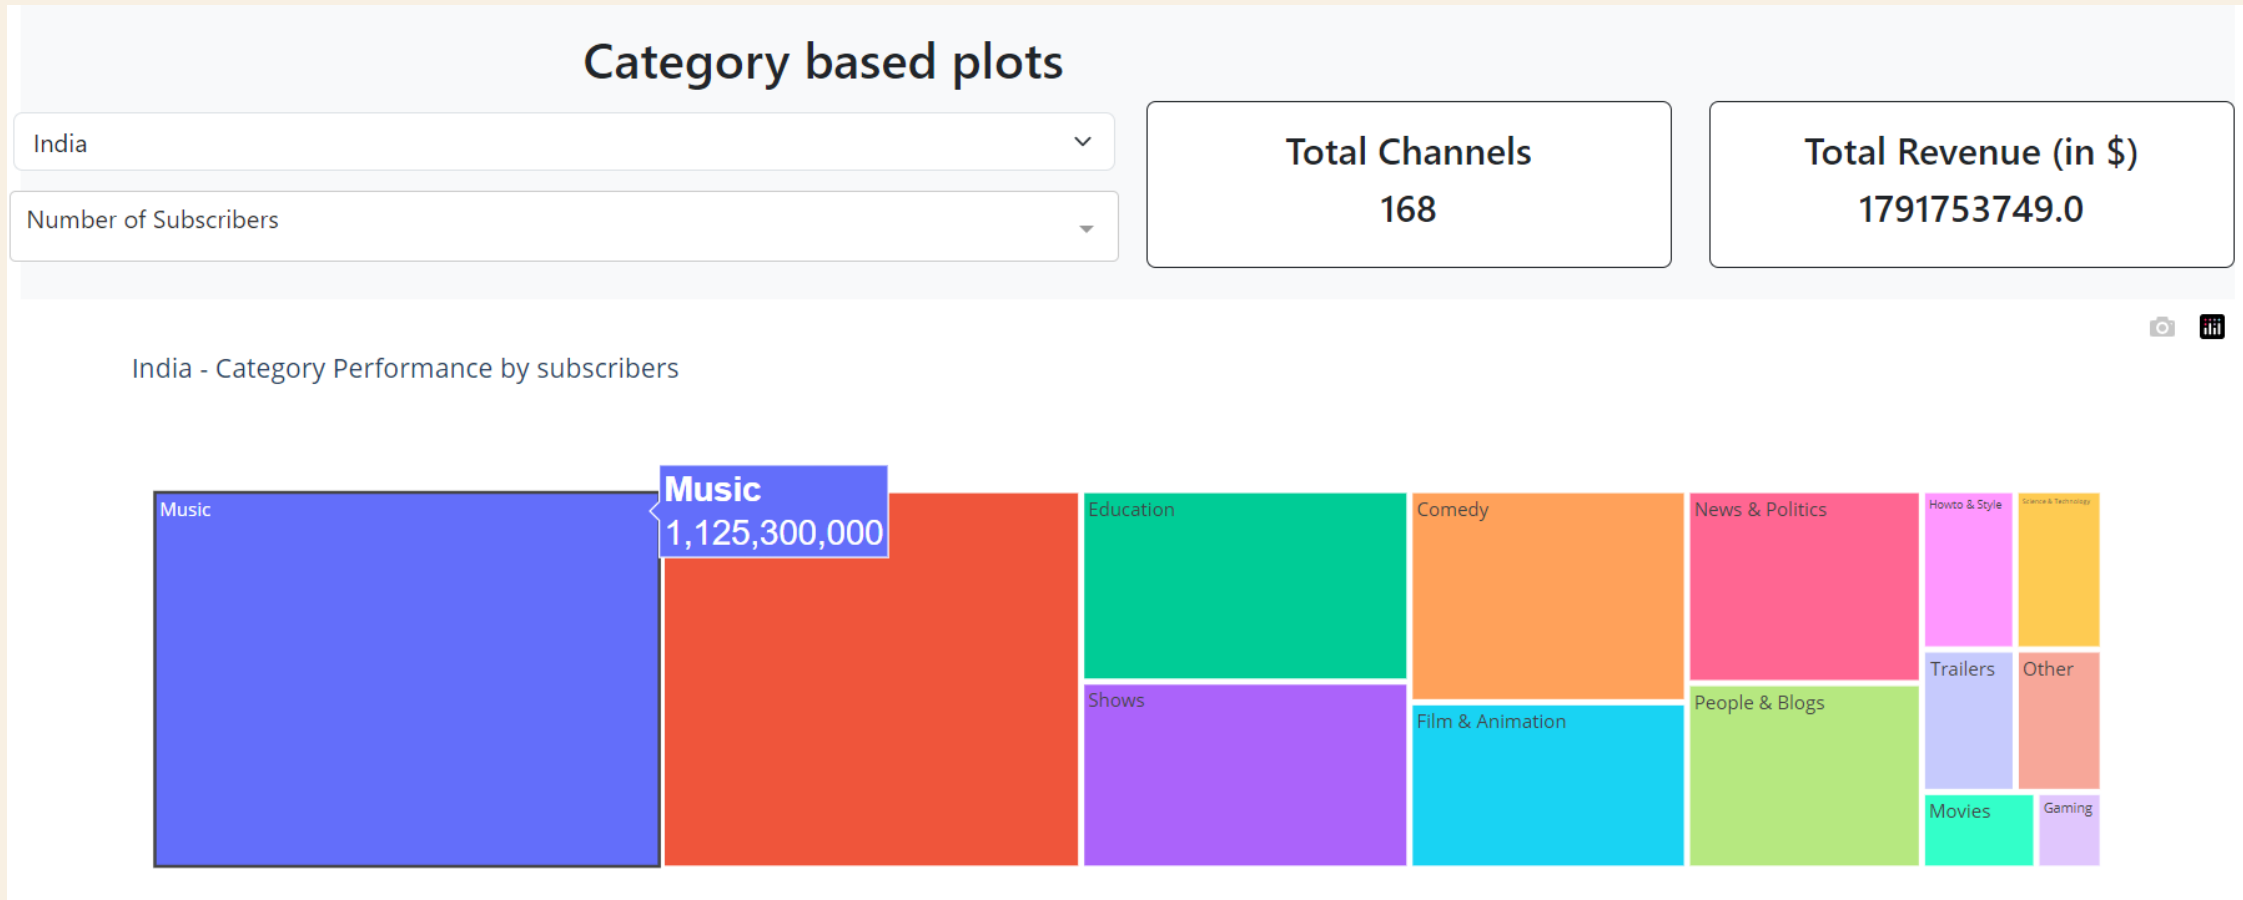 Category based plots
India
Number of Subscribers
Total Channels
168
Total Revenue (in $)
1791753749.0
India - Category Performance by subscribers
Music
Music
1,125,300,000
Education
Shows
Comedy
Film & Animation
News & Politics
People & Blogs
Howto & Style
Science & Technology
Trailers
Other
Movies
Gaming